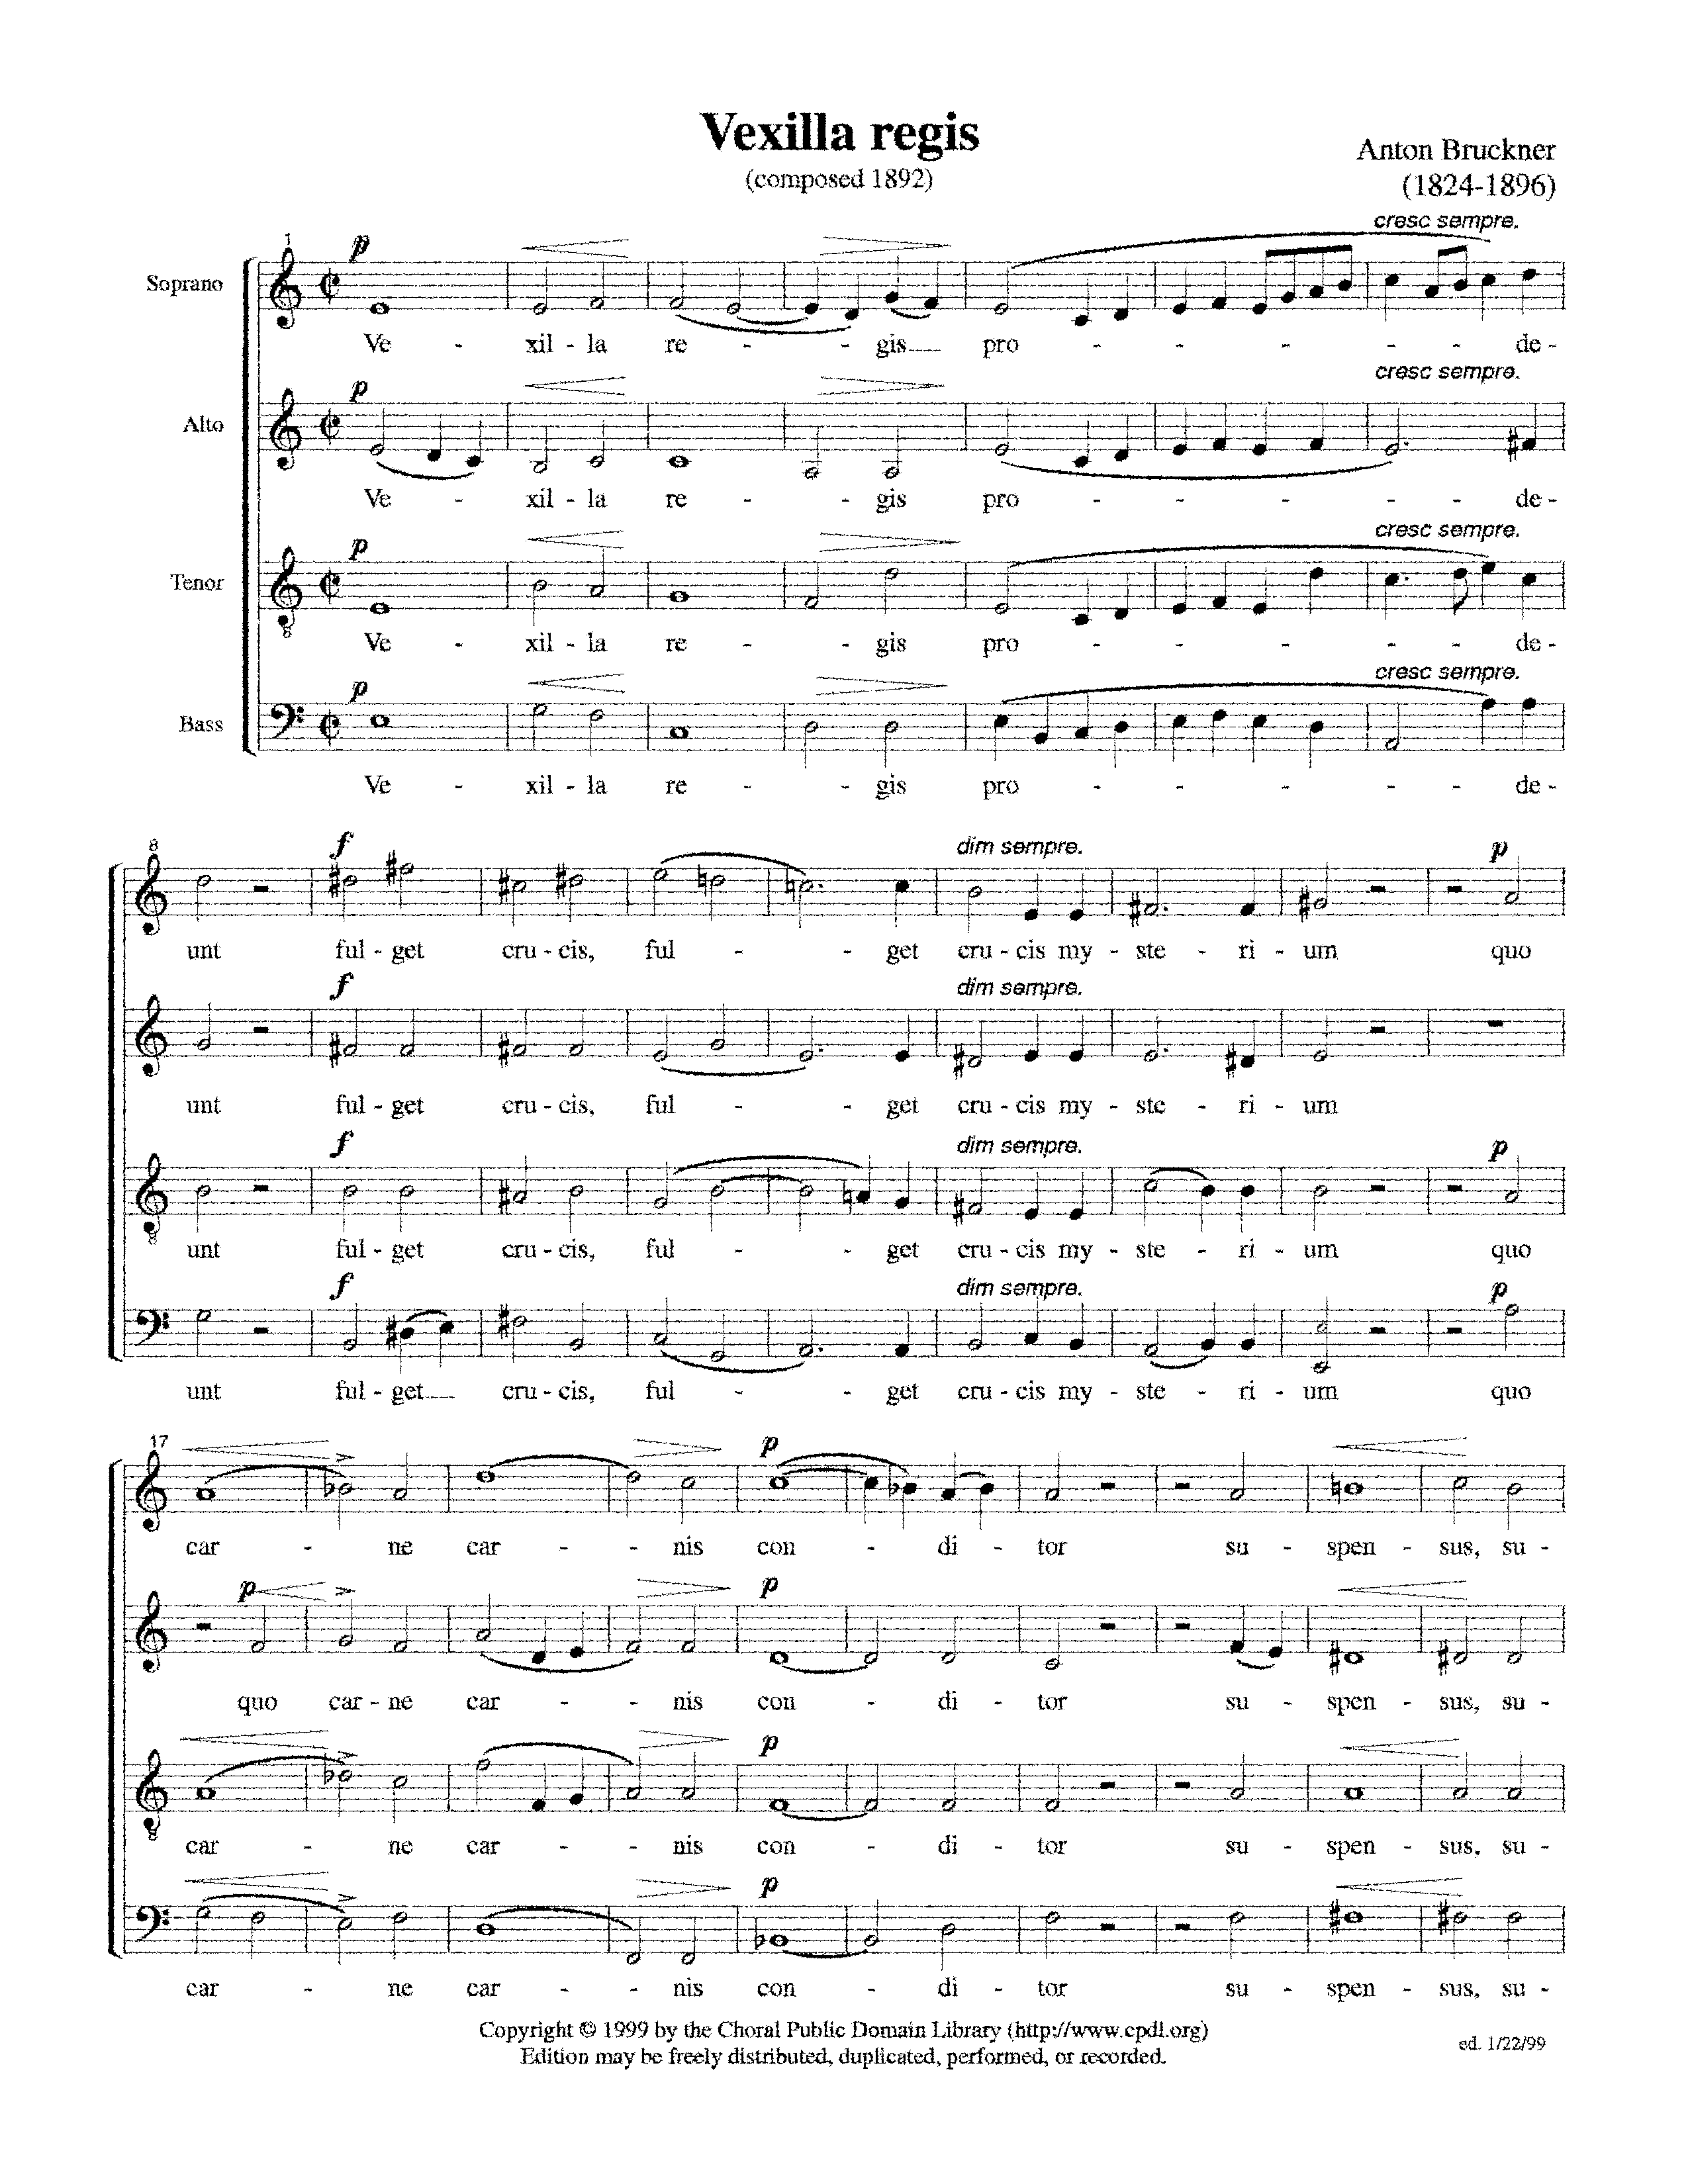 Vexilla regis
(composed 1892)
Anton Bruckner
(1824-1896)
cresc sempre.
1
p
Soprano
Ve - xil - la re - - gis pro - - - - - de -
cresc sempre.
p
Alto
Ve - xil - la re - - gis pro - - - - - de -
cresc sempre.
p
Tenor
8
Ve - xil - la re - - gis pro - - - - - de -
cresc sempre.
p
Bass
Ve - xil - la re - - gis pro - - - - - de -
8 f dim sempre. p
unt ful - get cru - cis, ful - - get cru - cis my - ste - ri - um quo
f dim sempre.
unt ful - get cru - cis, ful - - get cru - cis my - ste - ri - um
f dim sempre. p
8
unt ful - get cru - cis, ful - - get cru - cis my - ste - ri - um quo
f dim sempre. p
unt ful - get cru - cis, ful - - get cru - cis my - ste - ri - um quo
17 p
car - ne car - - nis con - di - tor su - spen - sus, su -
p p
quo car - ne car - - nis con - di - tor su - spen - sus, su -
p
8
car - ne car - - nis con - di - tor su - spen - sus, su -
p
car - ne car - - nis con - di - tor su - spen - sus, su -
Copyright © 1999 by the Choral Public Domain Library (http://www.cpdl.org)
Edition may be freely distributed, duplicated, performed, or recorded.
ed. 1/22/99